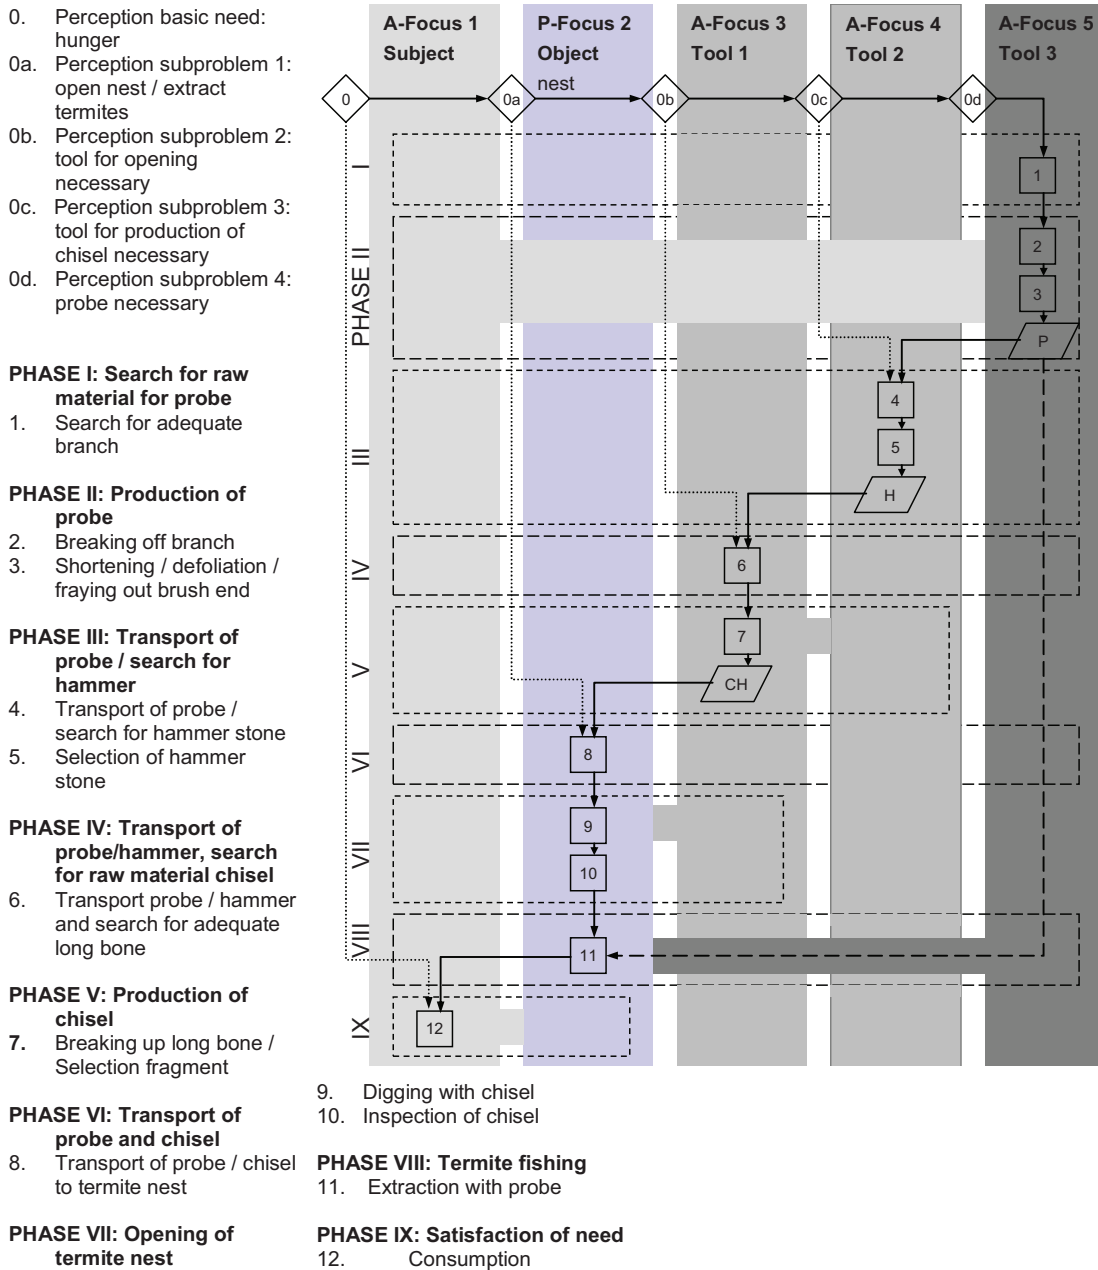 0. Perception basic need:
hunger
0a. Perception subproblem 1:
open nest / extract
termites
0b. Perception subproblem 2:
tool for opening
necessary
0c. Perception subproblem 3:
tool for production of
chisel necessary
0d. Perception subproblem 4:
probe necessary
PHASE I: Search for raw
material for probe
1. Search for adequate
branch
PHASE II: Production of
probe
2. Breaking off branch
3. Shortening / defoliation /
fraying out brush end
PHASE III: Transport of
probe / search for
hammer
4. Transport of probe /
search for hammer stone
5. Selection of hammer
stone
PHASE IV: Transport of
probe/hammer, search
for raw material chisel
6. Transport probe / hammer
and search for adequate
long bone
PHASE V: Production of
chisel
7. Breaking up long bone /
Selection fragment
PHASE VI: Transport of
probe and chisel
8. Transport of probe / chisel
to termite nest
PHASE VII: Opening of
termite nest
9. Digging with chisel
10. Inspection of chisel
PHASE VIII: Termite fishing
11. Extraction with probe
PHASE IX: Satisfaction of need
12. Consumption
A-Focus 1
Subject
P-Focus 2
Object
nest
A-Focus 3
Tool 1
A-Focus 4
Tool 2
A-Focus 5
Tool 3
0
0a
0b
0c
0d
I
1
PHASE II
2
3
P
III
4
5
H
IV
6
V
7
CH
VI
8
VII
9
10
VIII
11
IX
12